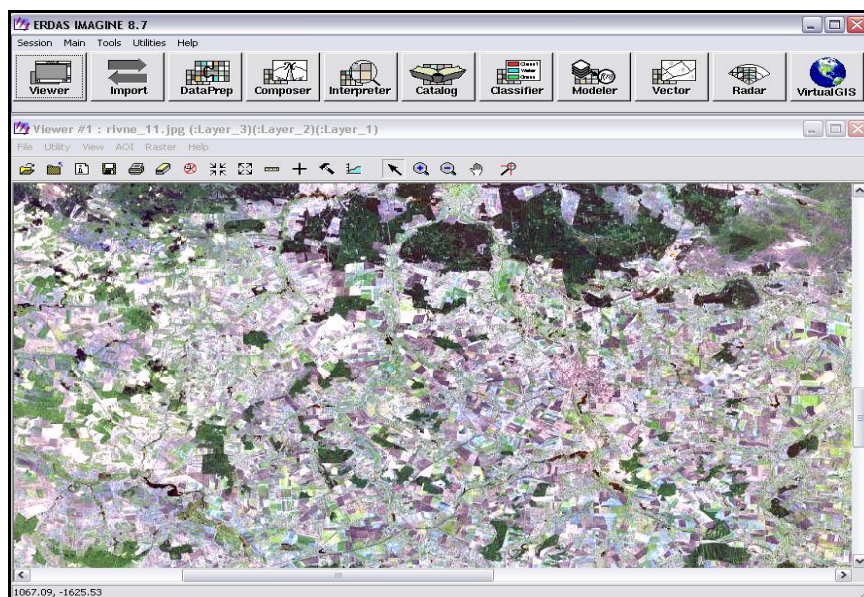 ERDAS IMAGINE 8.7
Session Main Tools Utilities Help
Viewer Import DataPrep Composer Interpreter Catalog Classifier Modeler Vector Radar VirtualGIS
Viewer #1 : rivne_11.jpg (:Layer_3)(:Layer_2)(:Layer_1)
File Utility View AOI Raster Help
1067.09, -1625.53